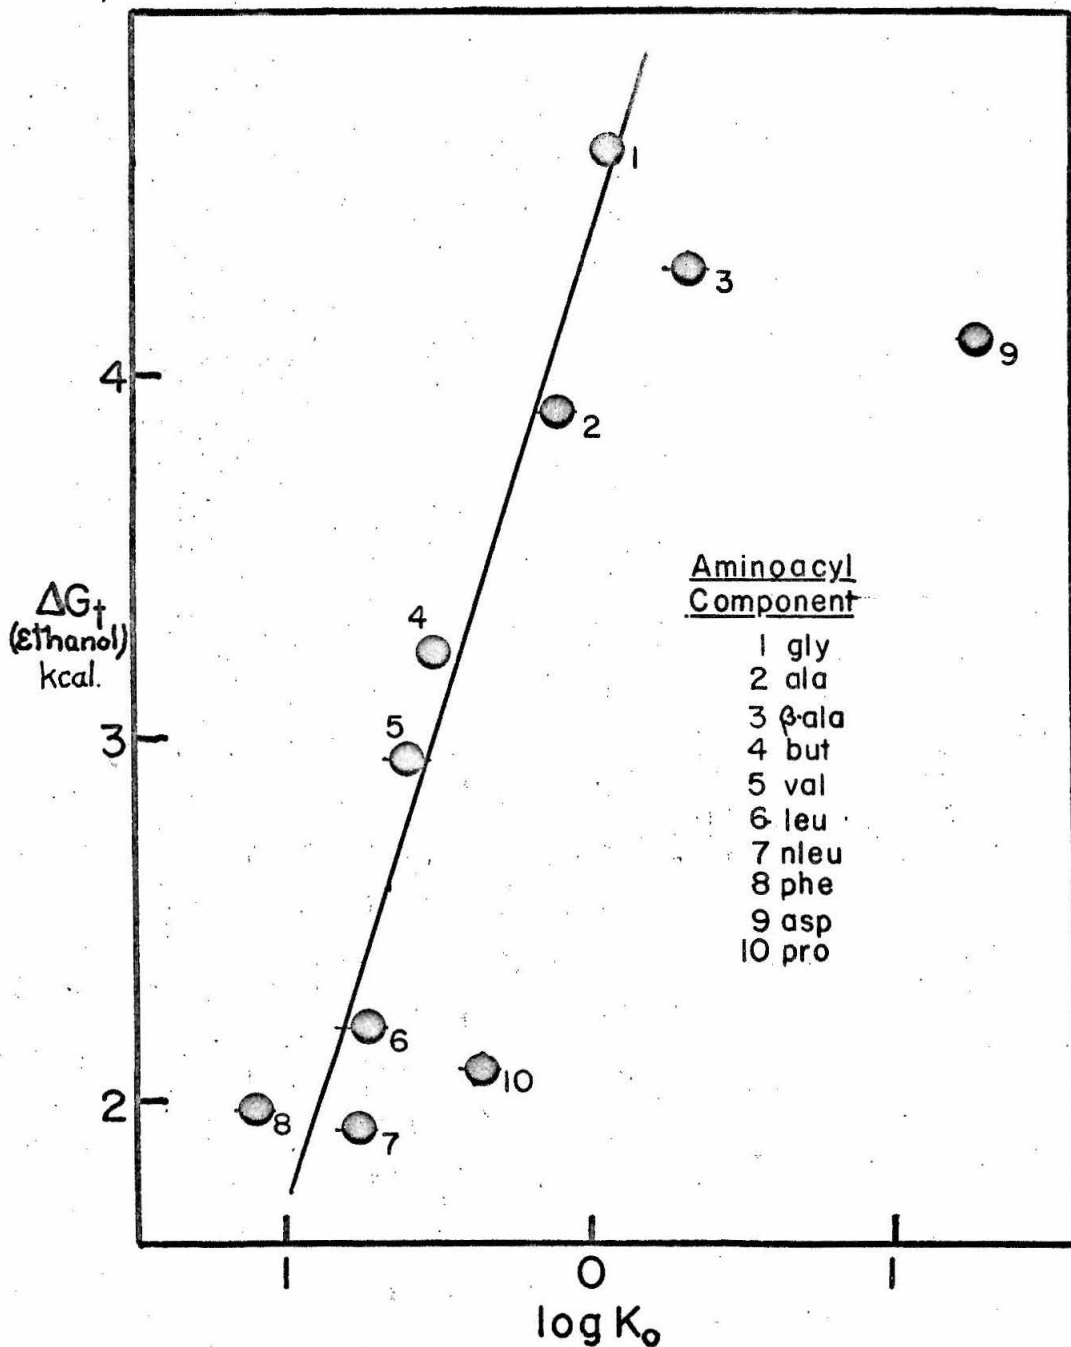 1
3
9
4
2
Aminoacyl
Component
1 gly
2 ala
3 β-ala
4 but
5 val
6 leu
7 nleu
8 phe
9 asp
10 pro
ΔG†
(ethanol)
kcal.
4
5
3
6
10
2
8
7
1
0
1
log K₀